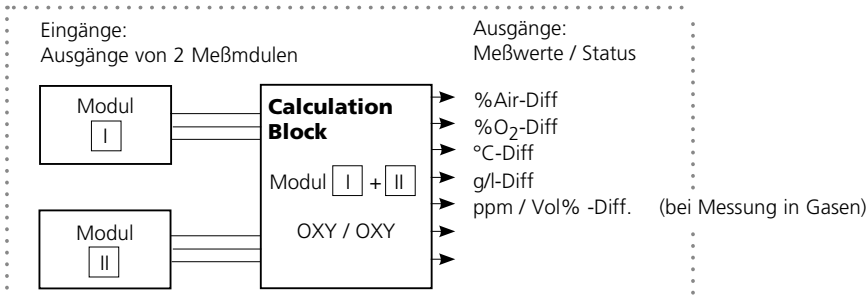 Eingänge:
Ausgänge von 2 Meßmdulen
Ausgänge:
Meßwerte / Status
Modul
I
Calculation
Block
Modul I + II
OXY / OXY
Modul
II
%Air-Diff
%O₂-Diff
°C-Diff
g/l-Diff
ppm / Vol% -Diff. (bei Messung in Gasen)